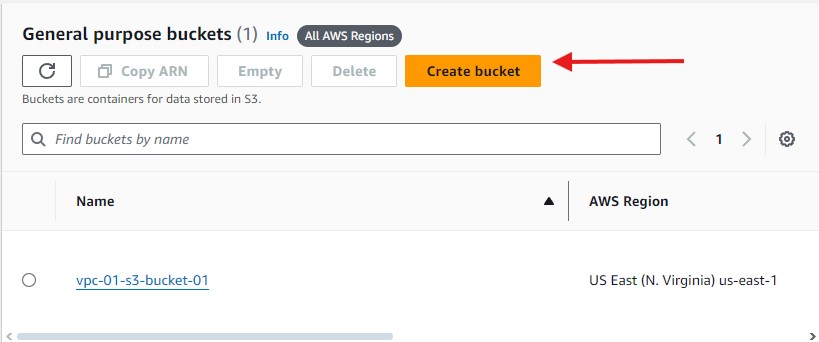 General purpose buckets (1) Info All AWS Regions
Copy ARN Empty Delete Create bucket
Buckets are containers for data stored in S3.
Find buckets by name 1
Name AWS Region
vpc-01-s3-bucket-01 US East (N. Virginia) us-east-1